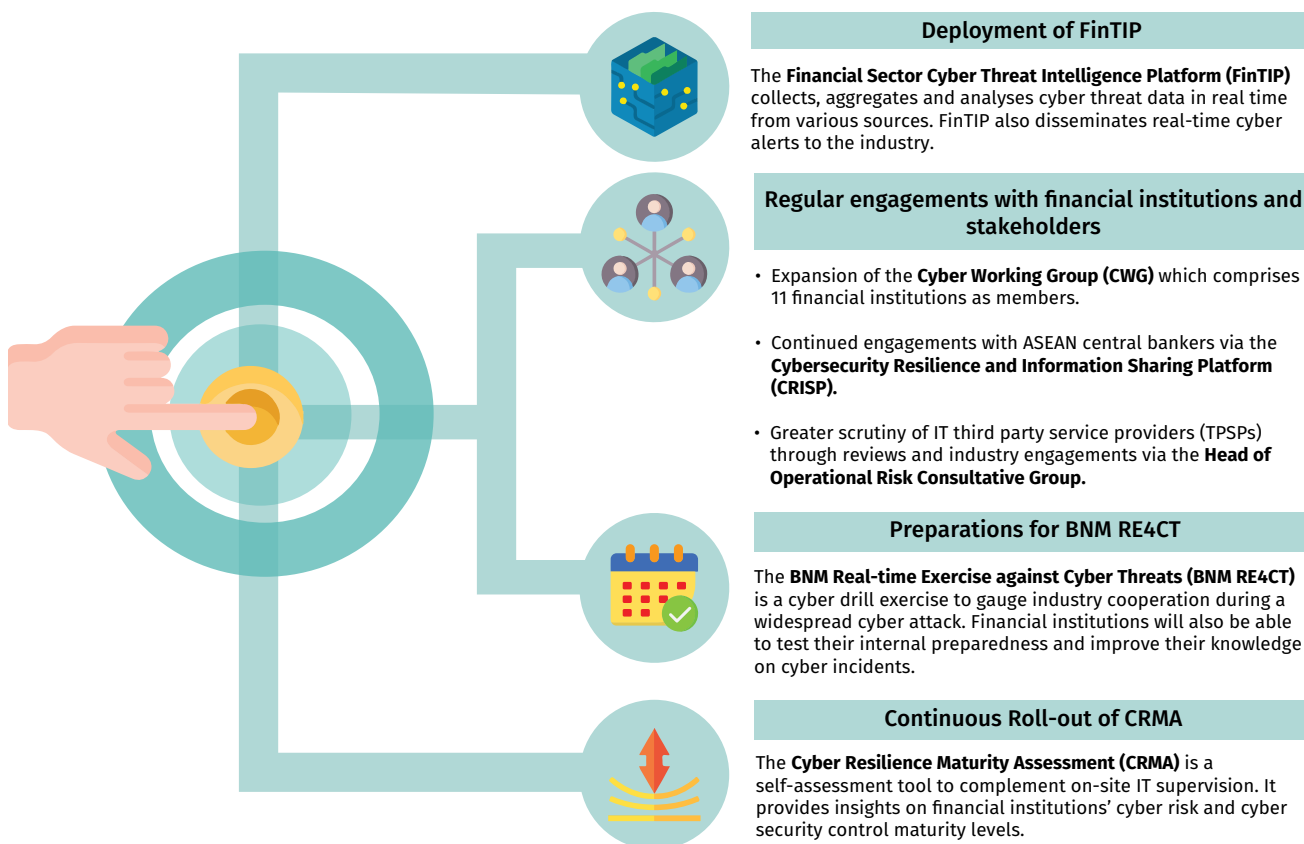 Deployment of FinTIP
The Financial Sector Cyber Threat Intelligence Platform (FinTIP)
collects, aggregates and analyses cyber threat data in real time
from various sources. FinTIP also disseminates real-time cyber
alerts to the industry.
Regular engagements with financial institutions and
stakeholders
• Expansion of the Cyber Working Group (CWG) which comprises
11 financial institutions as members.
• Continued engagements with ASEAN central bankers via the
Cybersecurity Resilience and Information Sharing Platform
(CRISP).
• Greater scrutiny of IT third party service providers (TPSPs)
through reviews and industry engagements via the Head of
Operational Risk Consultative Group.
Preparations for BNM RE4CT
The BNM Real-time Exercise against Cyber Threats (BNM RE4CT)
is a cyber drill exercise to gauge industry cooperation during a
widespread cyber attack. Financial institutions will also be able
to test their internal preparedness and improve their knowledge
on cyber incidents.
Continuous Roll-out of CRMA
The Cyber Resilience Maturity Assessment (CRMA) is a
self-assessment tool to complement on-site IT supervision. It
provides insights on financial institutions’ cyber risk and cyber
security control maturity levels.